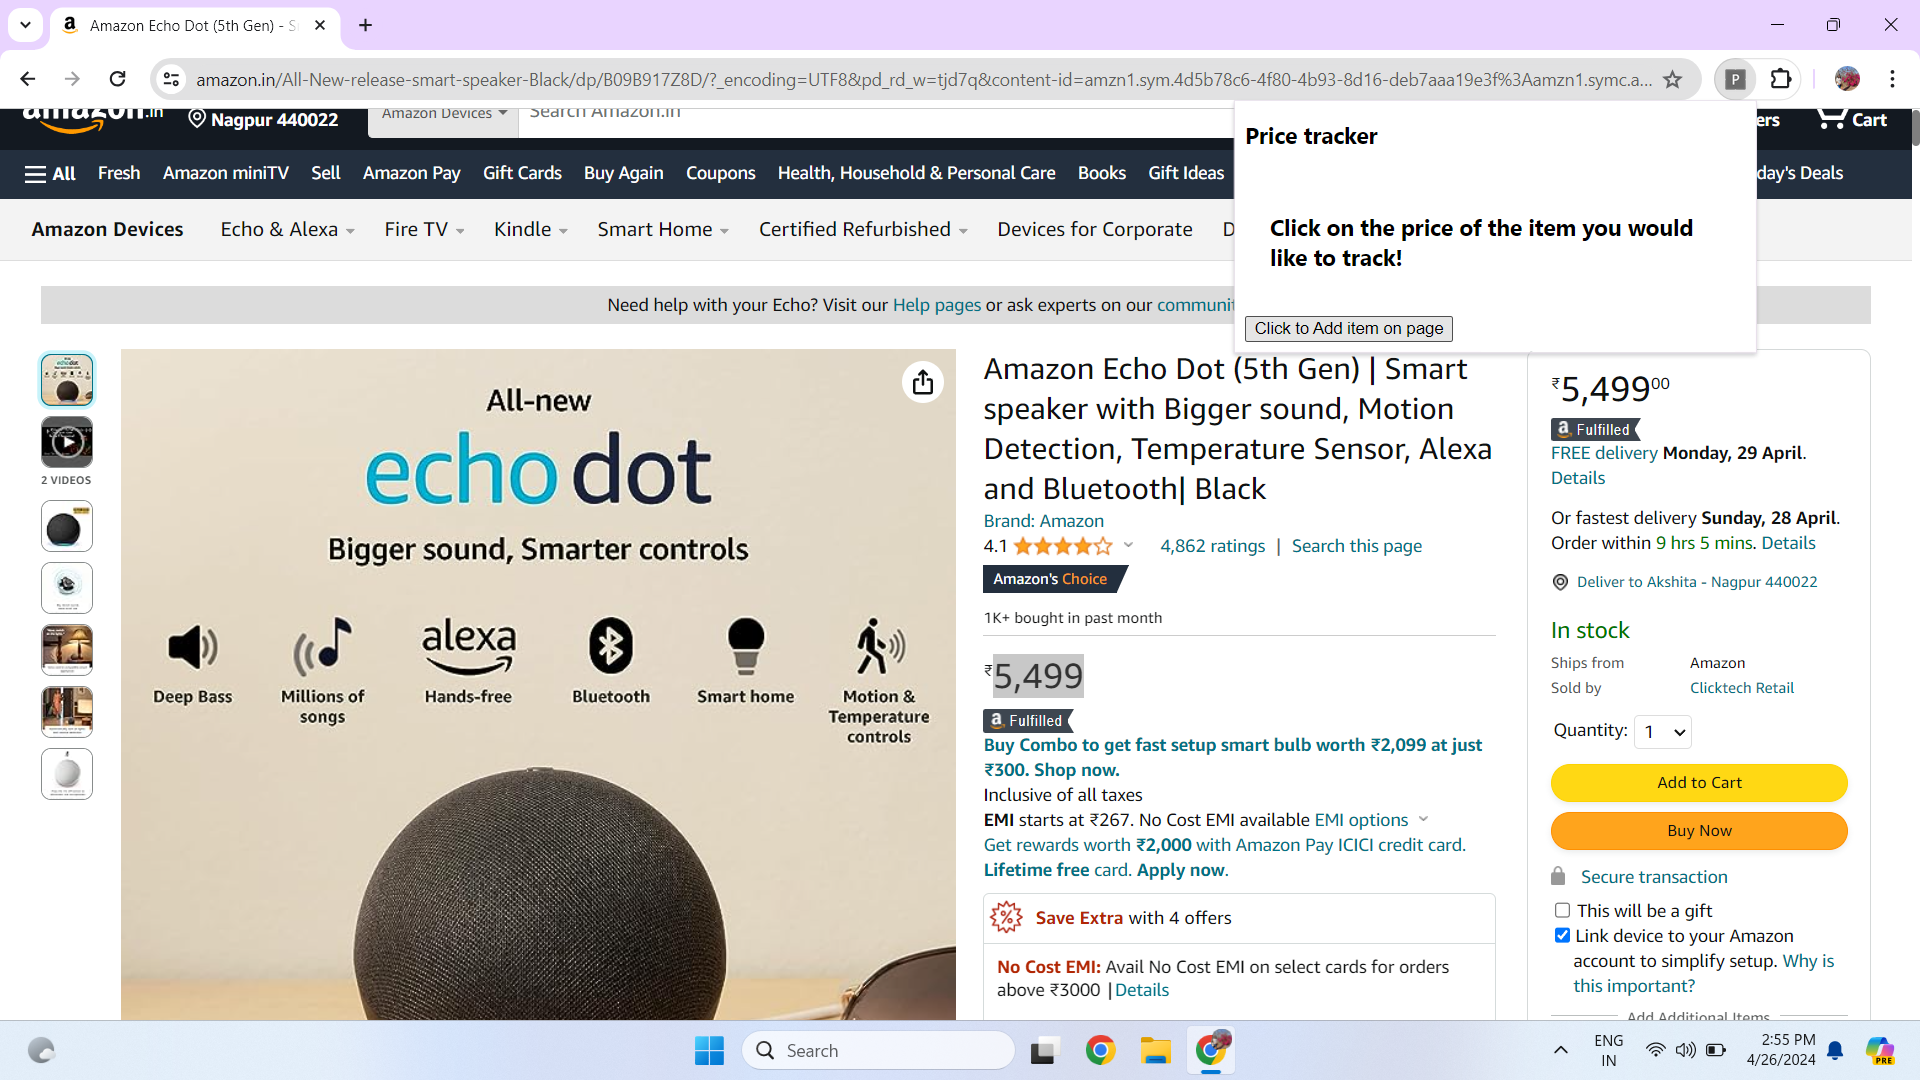 Amazon Echo Dot (5th Gen) - S
amazon.in/All-New-release-smart-speaker-Black/dp/B09B917Z8D/?_encoding=UTF8&pd_rd_w=tjd7q&content-id=amzn1.sym.4d5b78c6-4f80-4b93-8d16-deb7aaa19e3f%3Aamzn1.symc.a...
P
amazon.in
Nagpur 440022
Amazon Devices
Search Amazon.in
ers
Cart
All
Fresh
Amazon miniTV
Sell
Amazon Pay
Gift Cards
Buy Again
Coupons
Health, Household & Personal Care
Books
Gift Ideas
day's Deals
Amazon Devices
Echo & Alexa
Fire TV
Kindle
Smart Home
Certified Refurbished
Devices for Corporate
D
Price tracker
Click on the price of the item you would
like to track!
Click to Add item on page
Need help with your Echo? Visit our Help pages or ask experts on our communit
2 VIDEOS
All-new
echo dot
Bigger sound, Smarter controls
Deep Bass
Millions of
songs
alexa
Hands-free
Bluetooth
Smart home
Motion &
Temperature
controls
Amazon Echo Dot (5th Gen) | Smart
speaker with Bigger sound, Motion
Detection, Temperature Sensor, Alexa
and Bluetooth| Black
Brand: Amazon
4.1
4,862 ratings | Search this page
Amazon's Choice
1K+ bought in past month
₹5,499
a Fulfilled
Buy Combo to get fast setup smart bulb worth ₹2,099 at just
₹300. Shop now.
Inclusive of all taxes
EMI starts at ₹267. No Cost EMI available EMI options
Get rewards worth ₹2,000 with Amazon Pay ICICI credit card.
Lifetime free card. Apply now.
Save Extra with 4 offers
No Cost EMI: Avail No Cost EMI on select cards for orders
above ₹3000 |Details
₹5,49900
a Fulfilled
FREE delivery Monday, 29 April.
Details
Or fastest delivery Sunday, 28 April.
Order within 9 hrs 5 mins. Details
Deliver to Akshita - Nagpur 440022
In stock
Ships from Amazon
Sold by Clicktech Retail
Quantity: 1
Add to Cart
Buy Now
Secure transaction
This will be a gift
Link device to your Amazon
account to simplify setup. Why is
this important?
Add Additional Items
Search
ENG
IN
2:55 PM
4/26/2024
PRE